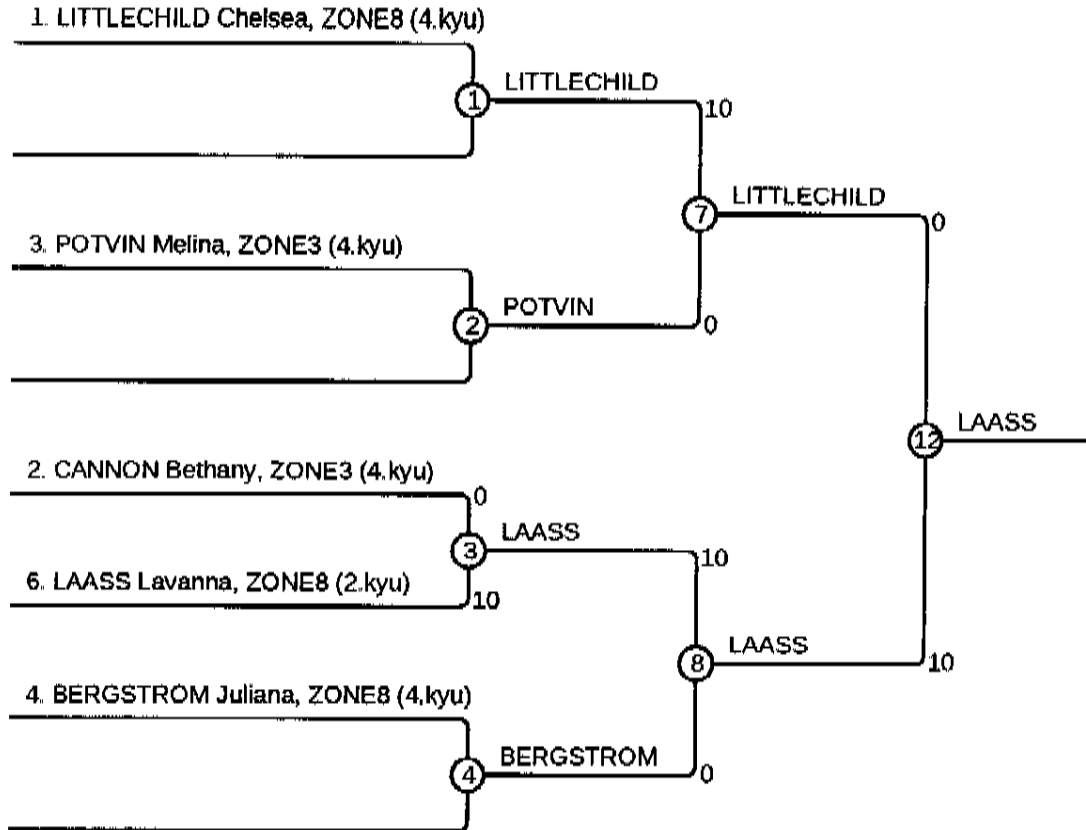 1. LITTLECHILD Chelsea, ZONE8 (4.kyu)
1 LITTLECHILD
10
7 LITTLECHILD
0
3. POTVIN Melina, ZONE3 (4.kyu)
2 POTVIN
0
12 LAASS
2. CANNON Bethany, ZONE3 (4.kyu)
0
3 LAASS
10
6. LAASS Lavanna, ZONE8 (2.kyu)
10
8 LAASS
10
4. BERGSTROM Juliana, ZONE8 (4.kyu)
4 BERGSTROM
0